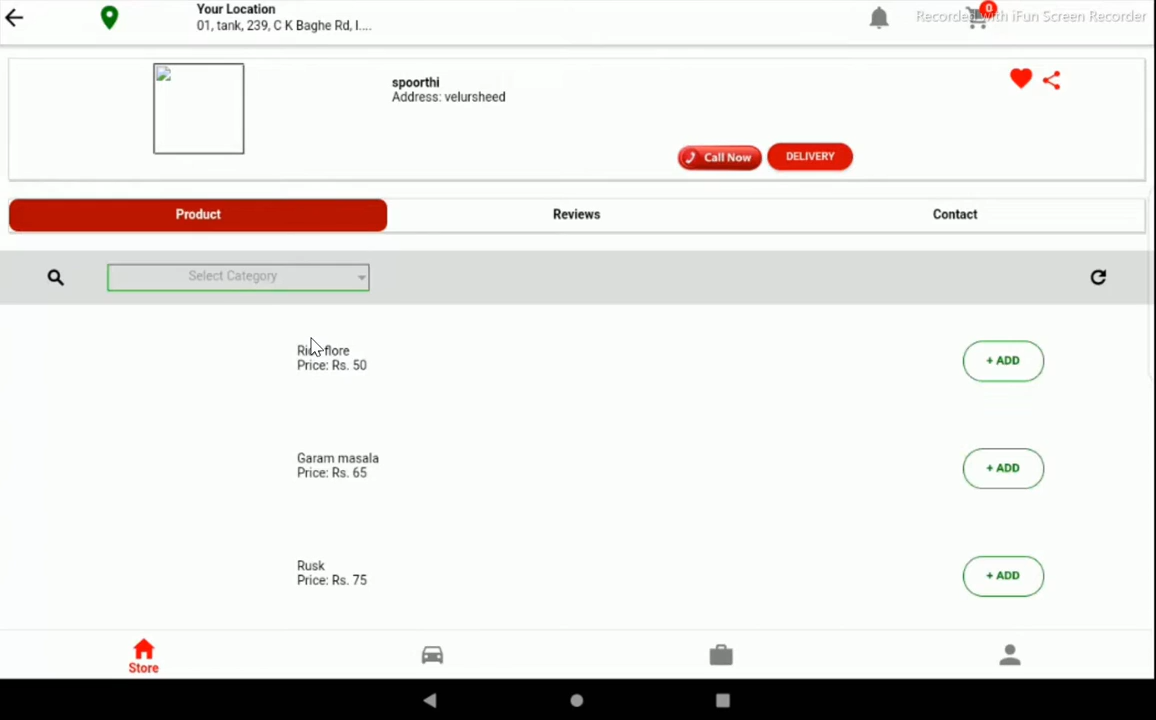 Your Location
01, tank, 239, C K Baghe Rd, I....
0
Recorded with iFun Screen Recorder
spoorthi
Address: velursheed
Call Now
DELIVERY
Product
Reviews
Contact
Select Category
flore
Price: Rs. 50
+ ADD
Garam masala
Price: Rs. 65
+ ADD
Rusk
Price: Rs. 75
+ ADD
Store